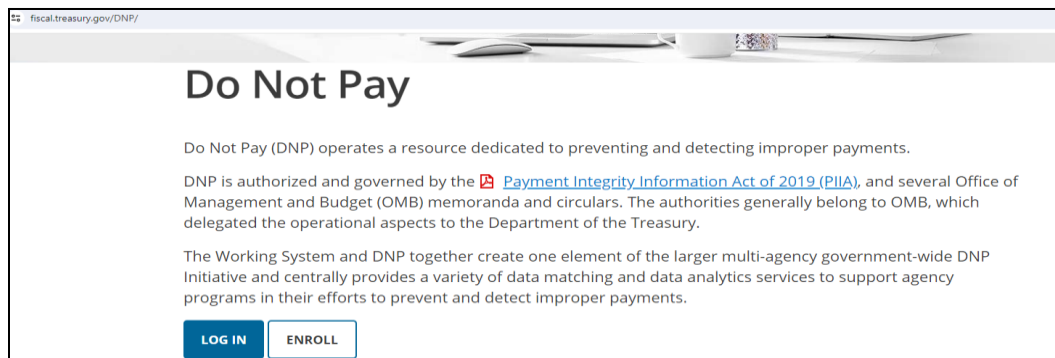 fiscal.treasury.gov/DNP/
Do Not Pay
Do Not Pay (DNP) operates a resource dedicated to preventing and detecting improper payments.
DNP is authorized and governed by the Payment Integrity Information Act of 2019 (PIIA), and several Office of
Management and Budget (OMB) memoranda and circulars. The authorities generally belong to OMB, which
delegated the operational aspects to the Department of the Treasury.
The Working System and DNP together create one element of the larger multi-agency government-wide DNP
Initiative and centrally provides a variety of data matching and data analytics services to support agency
programs in their efforts to prevent and detect improper payments.
LOG IN ENROLL